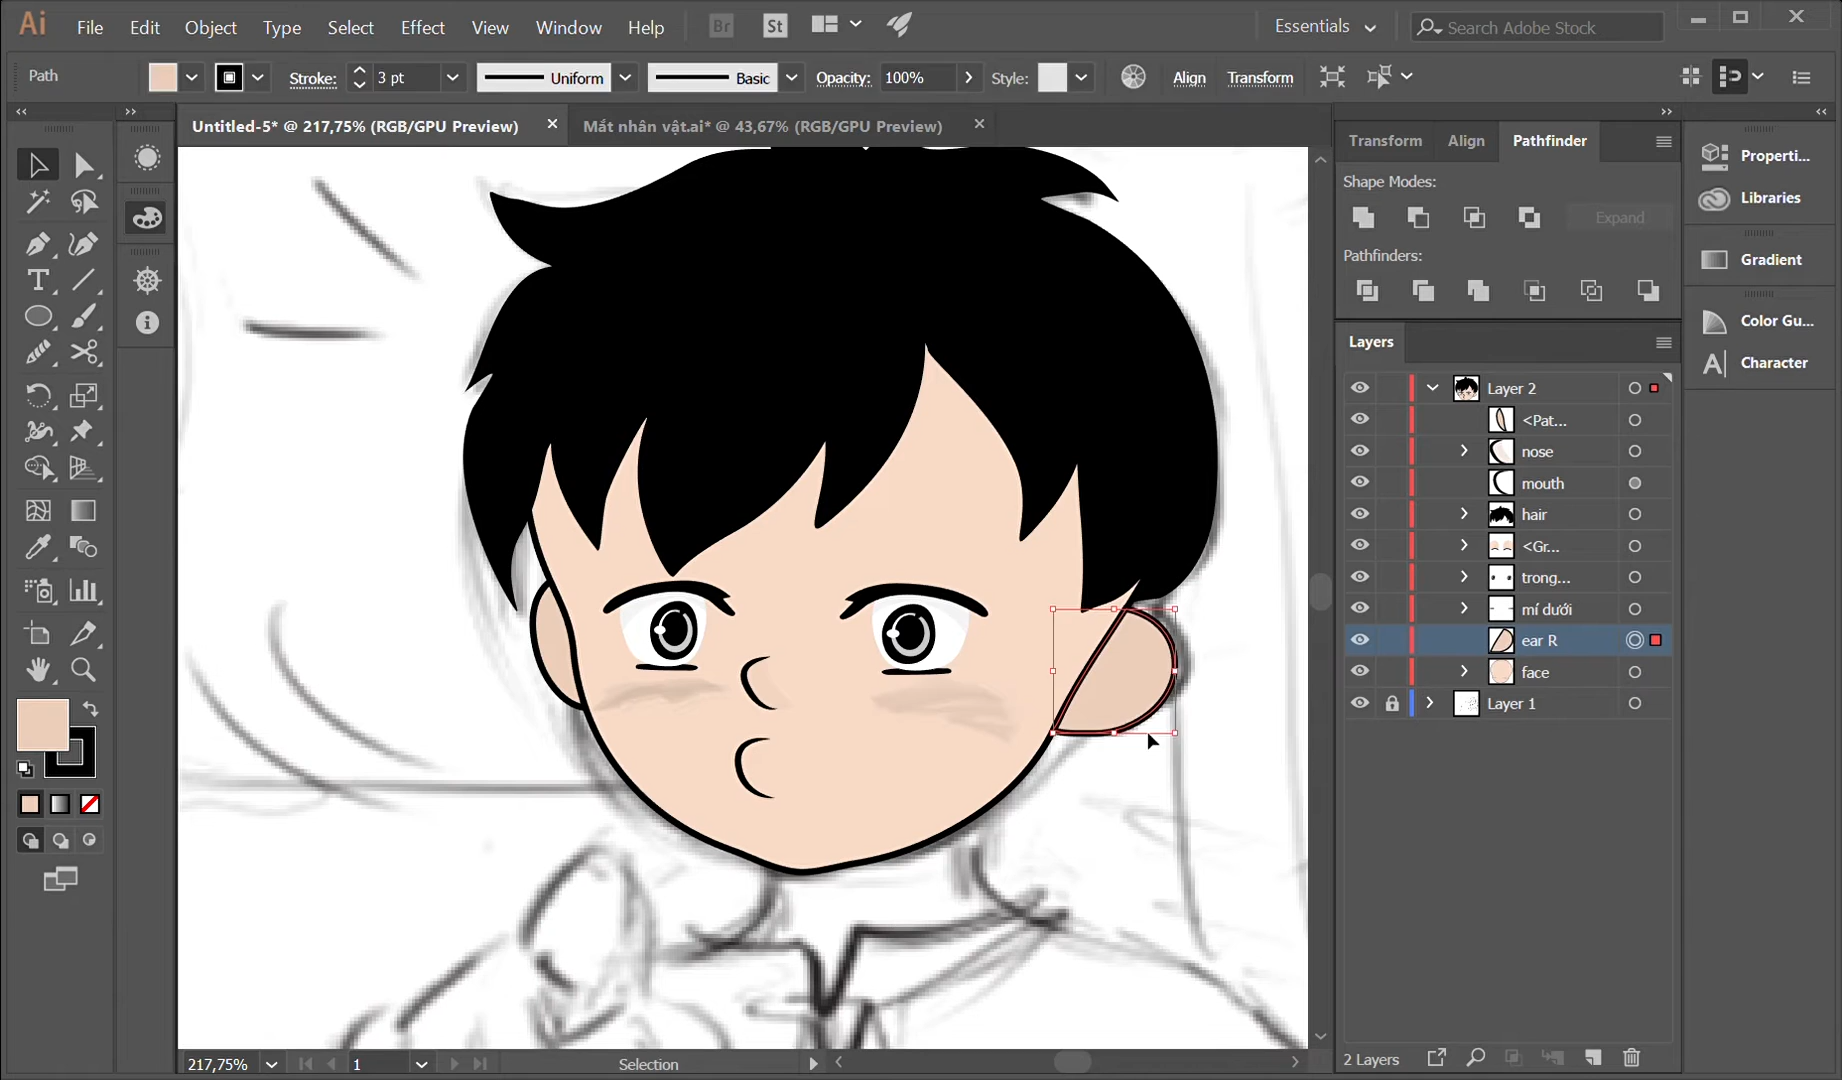 Ai File Edit Object Type Select Effect View Window Help Br St Essentials Search Adobe Stock
Path Stroke: 3 pt Uniform Basic Opacity: 100% Style: Align Transform
Untitled-5* @ 217,75% (RGB/GPU Preview) Mắt nhân vật.ai* @ 43,67% (RGB/GPU Preview)
Transform Align Pathfinder
Shape Modes:
Expand
Pathfinders:
Properti...
Libraries
Gradient
Color Gu...
Character
Layers
Layer 2
<Pat...
nose
mouth
hair
<Gr...
trong...
mí dưới
ear R
face
Layer 1
2 Layers
217,75% 1 Selection